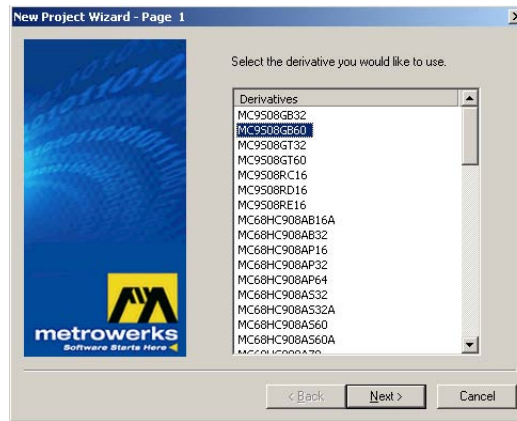 New Project Wizard - Page 1
Select the derivative you would like to use.
Derivatives
MC9S08GB32
MC9S08GB60
MC9S08GT32
MC9S08GT60
MC9S08RC16
MC9S08RD16
MC9S08RE16
MC68HC908AB16A
MC68HC908AB32
MC68HC908AP16
MC68HC908AP32
MC68HC908AP64
MC68HC908AS32
MC68HC908AS32A
MC68HC908AS60
MC68HC908AS60A
metrowerks
Software Starts Here
< Back
Next >
Cancel